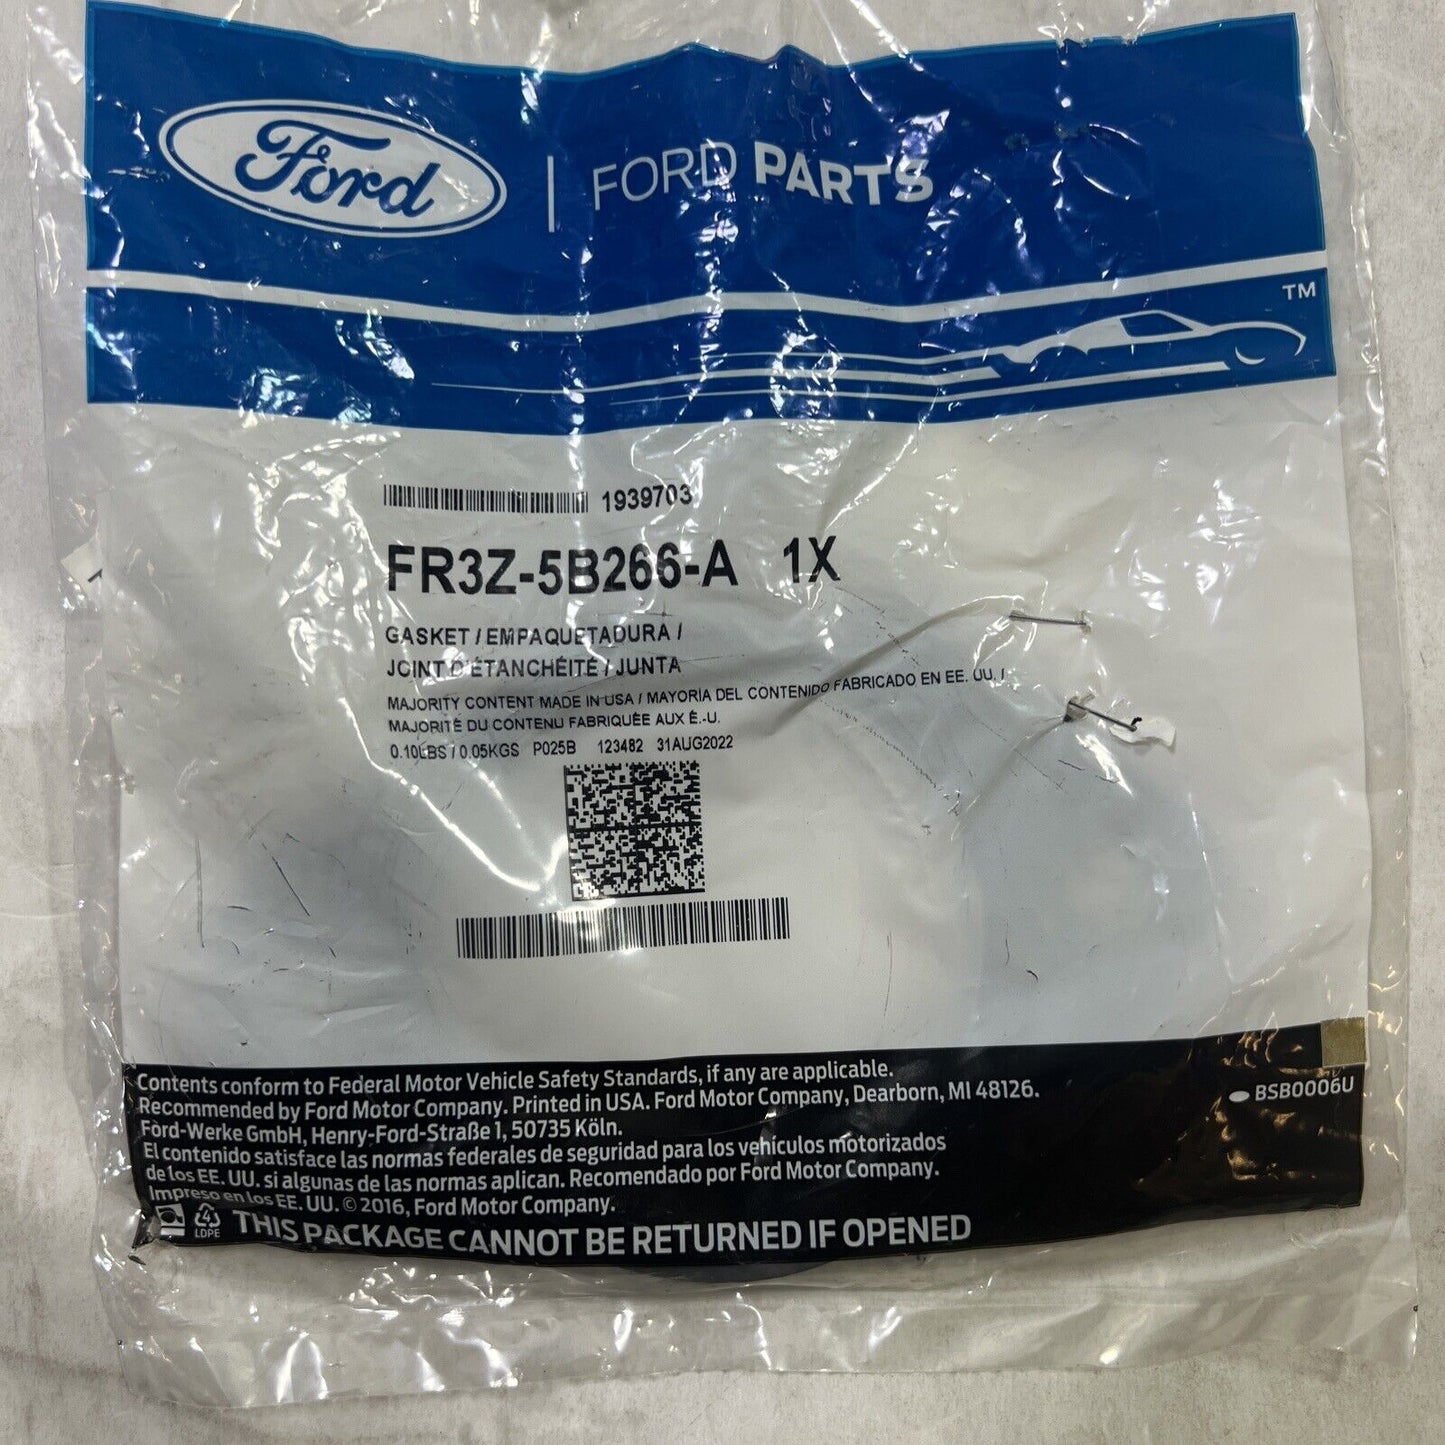 Ford | FORD PARTS
TM
1939703
FR3Z-5B266-A 1X
GASKET / EMPAQUETADURA /
JOINT D'ÉTANCHÉITÉ / JUNTA
MAJORITY CONTENT MADE IN USA / MAYORÍA DEL CONTENIDO FABRICADO EN EE. UU. /
MAJORITÉ DU CONTENU FABRIQUÉE AUX É.-U.
0.10LBS / 0.05KGS P025B 123482 31AUG2022
Contents conform to Federal Motor Vehicle Safety Standards, if any are applicable.
Recommended by Ford Motor Company. Printed in USA. Ford Motor Company, Dearborn, MI 48126.
Ford-Werke GmbH, Henry-Ford-Straße 1, 50735 Köln.
El contenido satisface las normas federales de seguridad para los vehículos motorizados
de los EE. UU. si algunas de las normas aplican. Recomendado por Ford Motor Company.
Impreso en los EE. UU. © 2016, Ford Motor Company.
BSB0006U
4
LDPE
THIS PACKAGE CANNOT BE RETURNED IF OPENED